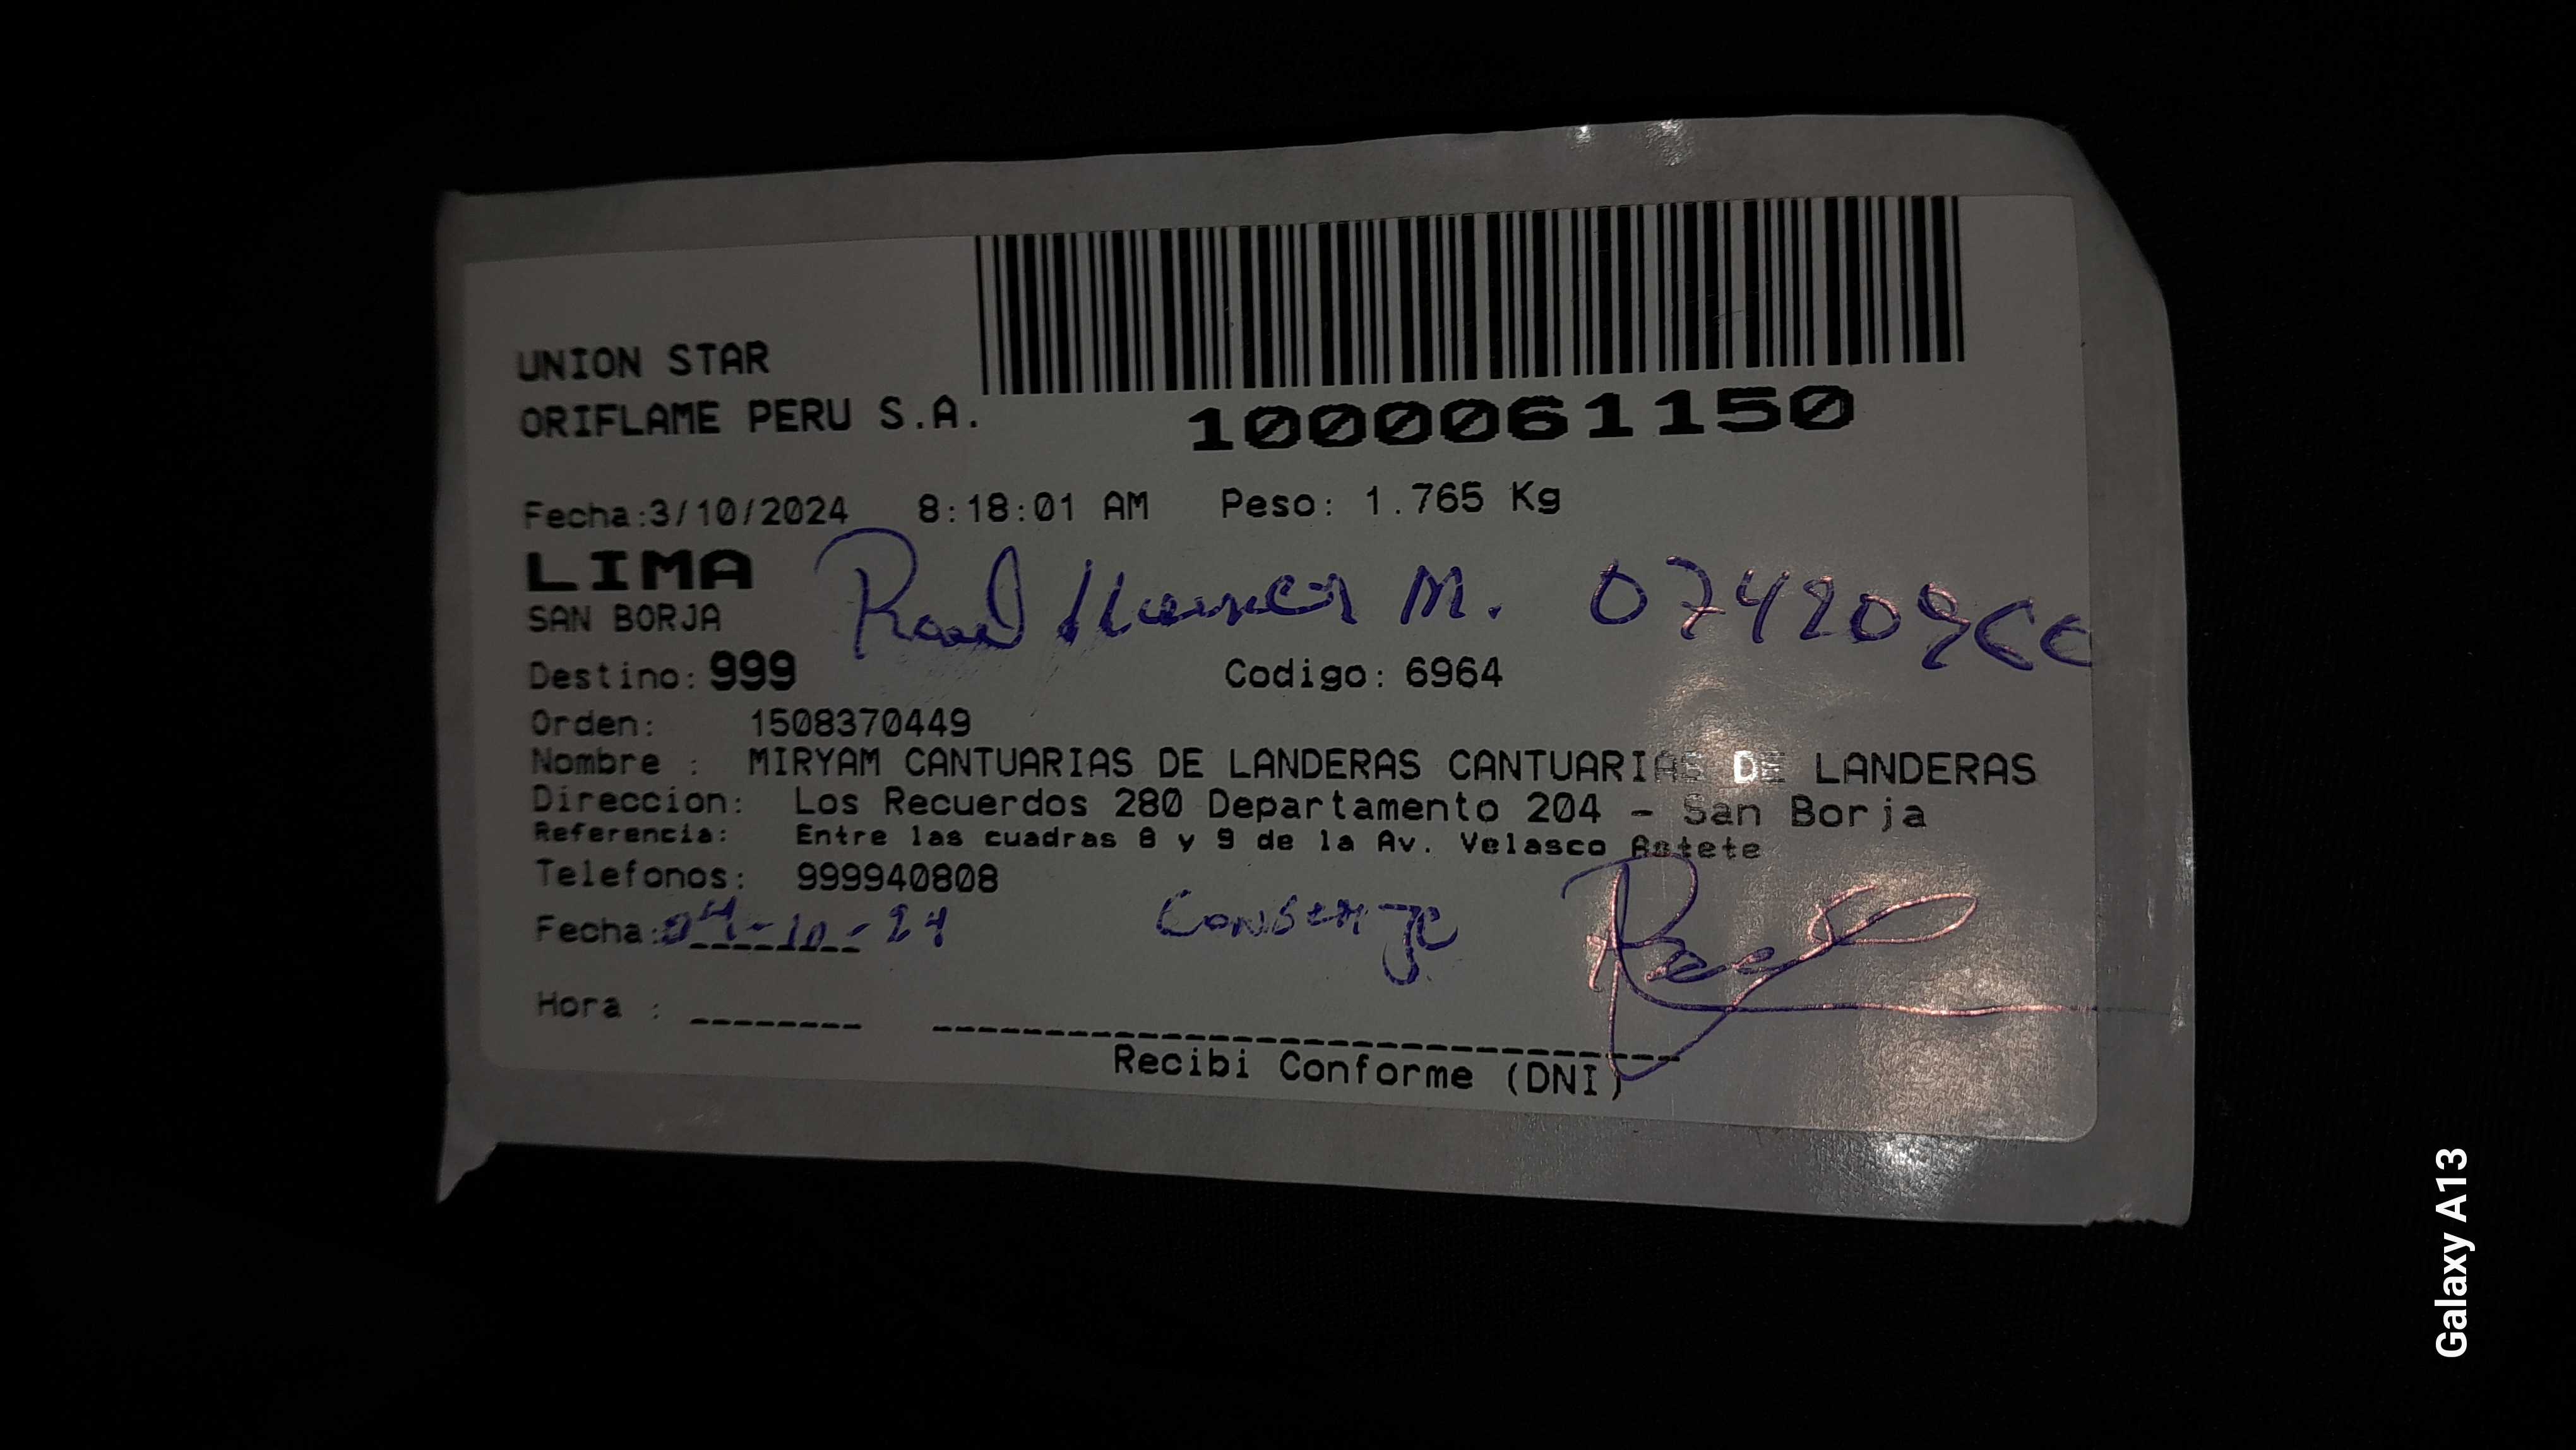 UNION STAR
ORIFLAME PERU S.A.
1000061150
Fecha:3/10/2024 8:18:01 AM Peso: 1.765 Kg
LIMA
SAN BORJA
Raul M.
Destino: 999 Codigo: 6964
Orden: 1508370449
Nombre : MIRYAM CANTUARIAS DE LANDERAS CANTUARIAS DE LANDERAS
Direccion: Los Recuerdos 280 Departamento 204 - San Borja
Referencia: Entre las cuadras 8 y 9 de la Av. Velasco Astete
Telefonos: 999940808
Fecha: 04-10-24 Conserje
Hora :
Recibi Conforme (DNI)
Galaxy A13